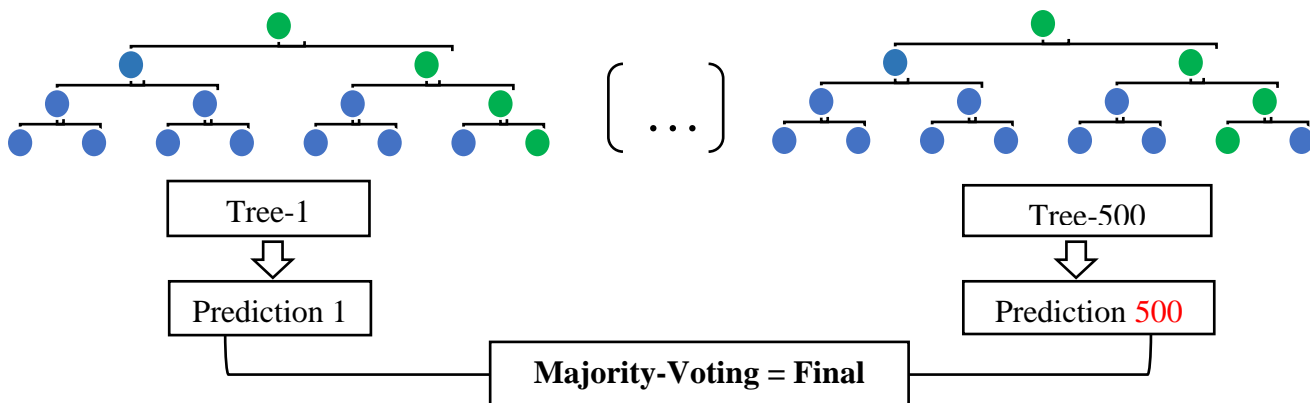 ...
Tree-1
Tree-500
Prediction 1
Prediction 500
Majority-Voting = Final